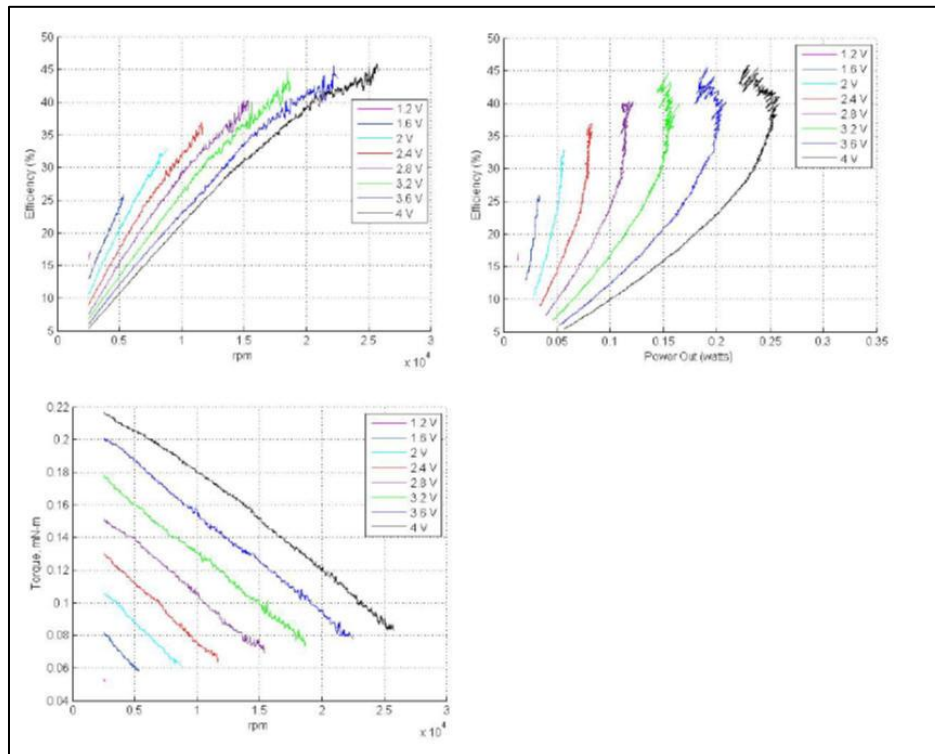 50
45
40
35
30
25
20
15
10
5
Efficiency (%)
0 0.5 1 1.5 2 2.5 3
rpm
x 10⁴
1.2 V
1.6 V
2 V
2.4 V
2.8 V
3.2 V
3.6 V
4 V
50
45
40
35
30
25
20
15
10
5
Efficiency (%)
0 0.05 0.1 0.15 0.2 0.25 0.3 0.35
Power Out (watts)
1.2 V
1.6 V
2 V
2.4 V
2.8 V
3.2 V
3.6 V
4 V
0.22
0.2
0.18
0.16
0.14
0.12
0.1
0.08
0.06
0.04
Torque, mN-m
0 0.5 1 1.5 2 2.5 3
rpm
x 10⁴
1.2 V
1.6 V
2 V
2.4 V
2.8 V
3.2 V
3.6 V
4 V